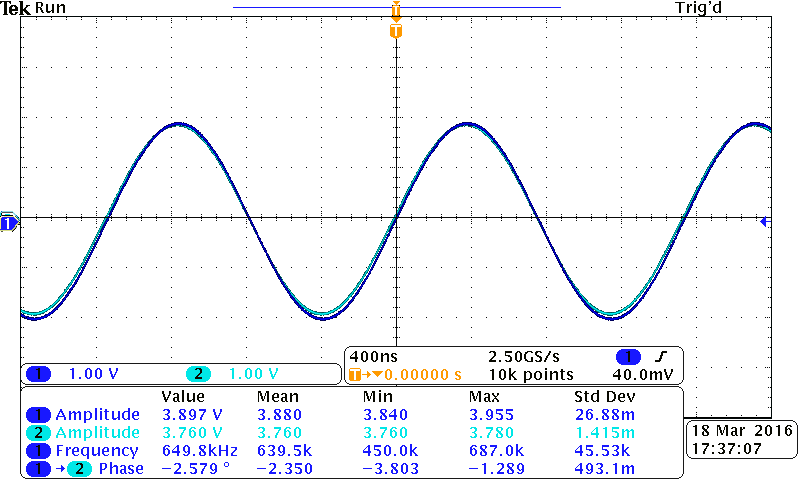 Tek Run Trig'd
T
T
1
1 1.00 V 2 1.00 V
400ns 2.50GS/s 1
T→▼0.00000 s 10k points 40.0mV
Value Mean Min Max Std Dev
1 Amplitude 3.897 V 3.880 3.840 3.955 26.88m
2 Amplitude 3.760 V 3.760 3.760 3.780 1.415m
1 Frequency 649.8kHz 639.5k 450.0k 687.0k 45.53k
1 → 2 Phase −2.579 ° −2.350 −3.803 −1.289 493.1m
18 Mar 2016
17:37:07